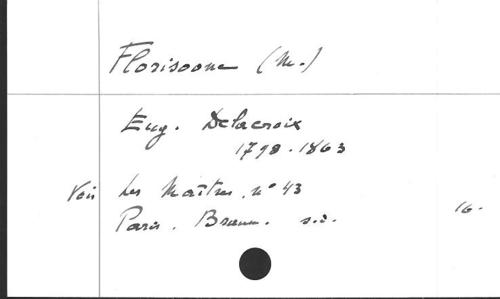 Florisoone (M.)
Eug. Delacroix
1798-1863
Voir Les Maîtres, n° 43
Paris. Braun. s.d. 16.